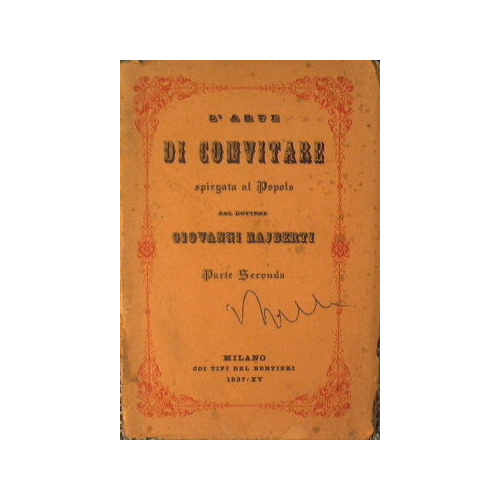 L'ARTE
DI CONVITARE
spiegata al Popolo
DAL DOTTORE
GIOVANNI RAJBERTI
Parte Seconda
MILANO
COI TIPI DEL BERTIERI
1937/XV